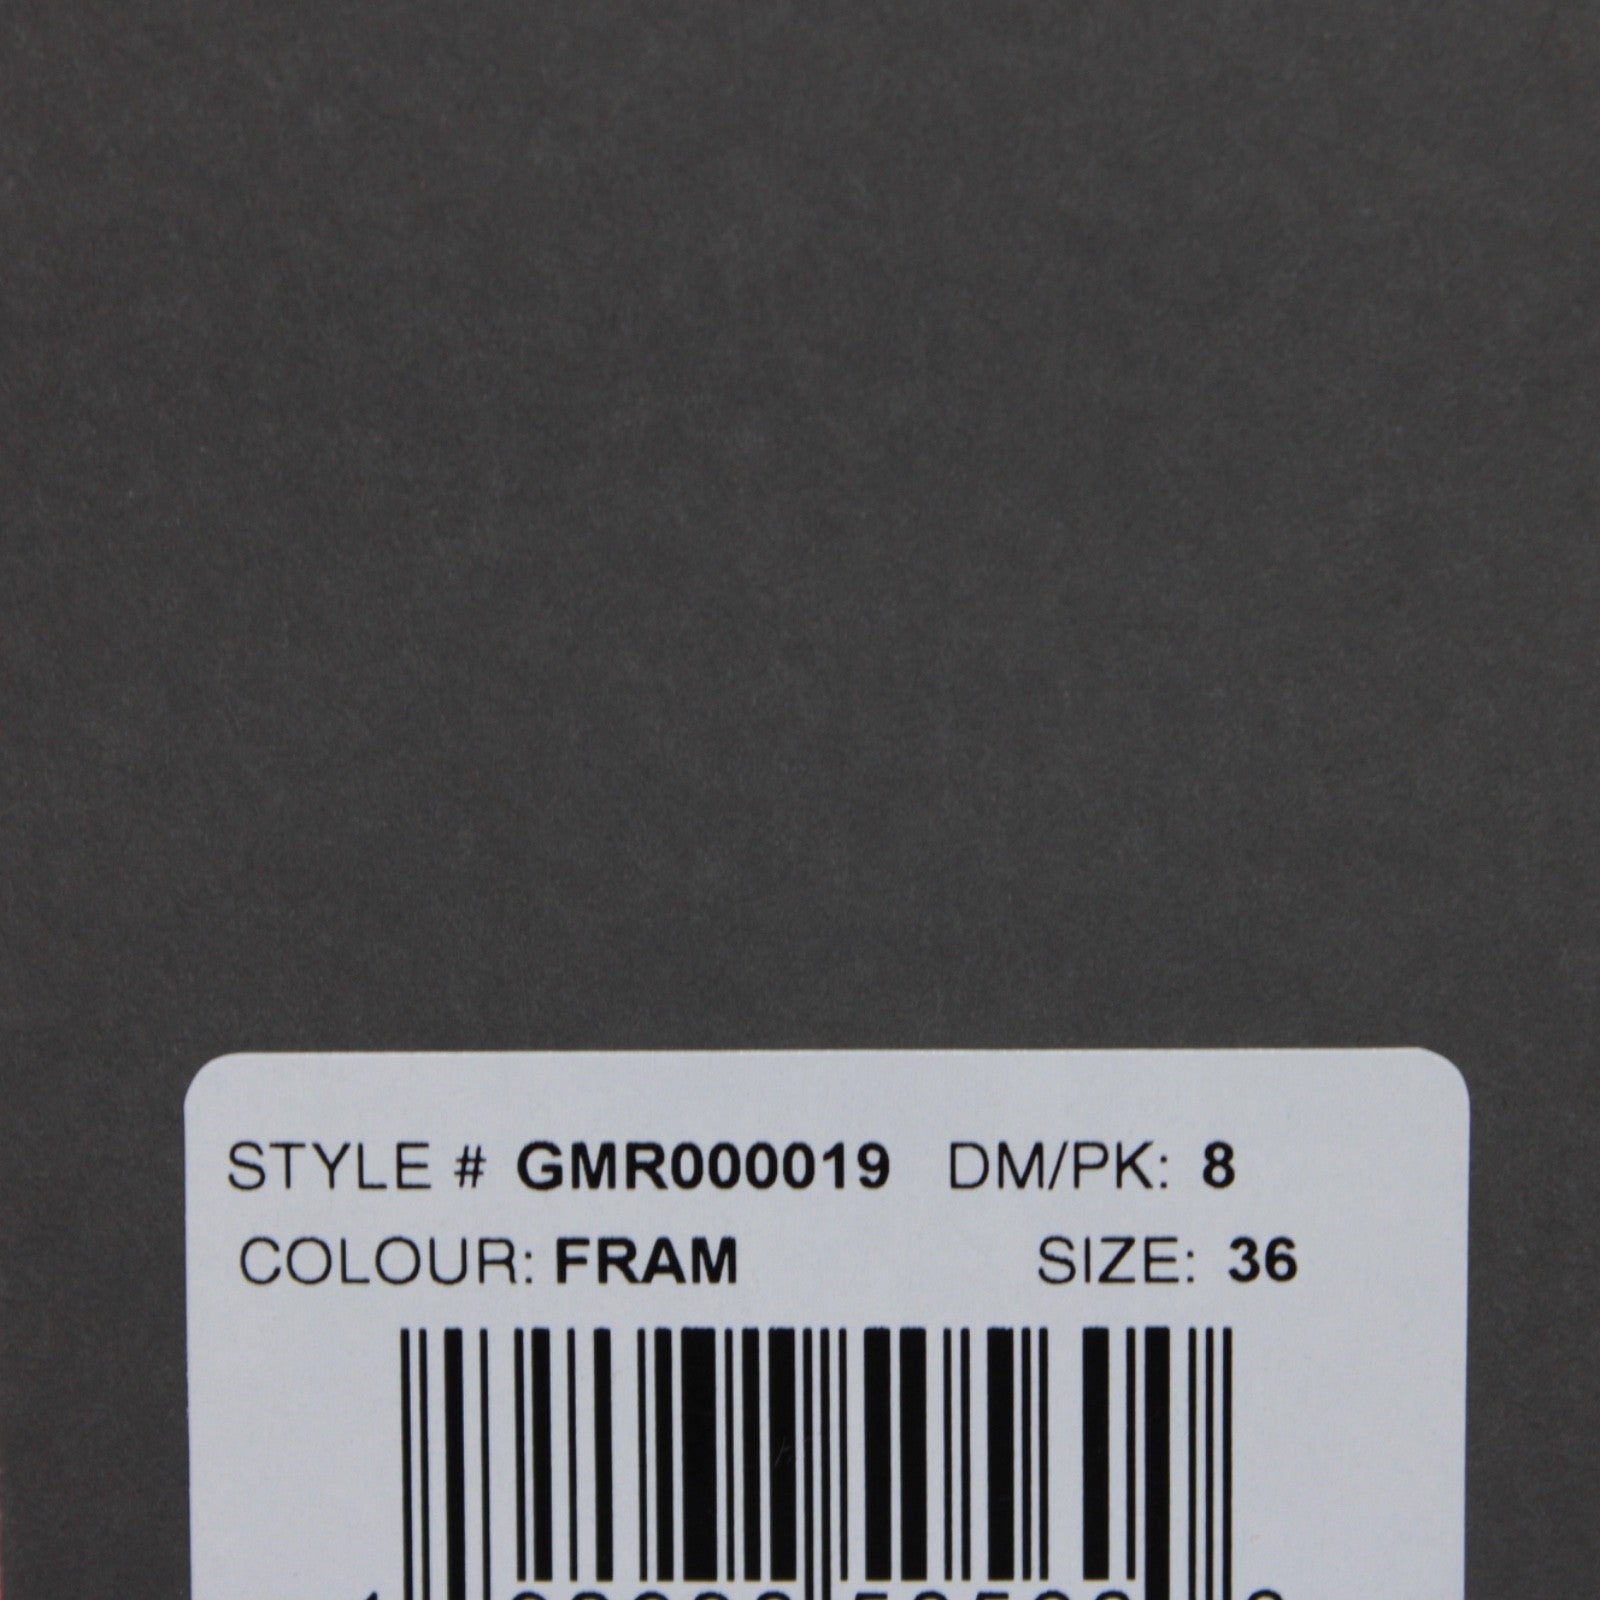 STYLE # GMR000019 DM/PK: 8
COLOUR: FRAM SIZE: 36